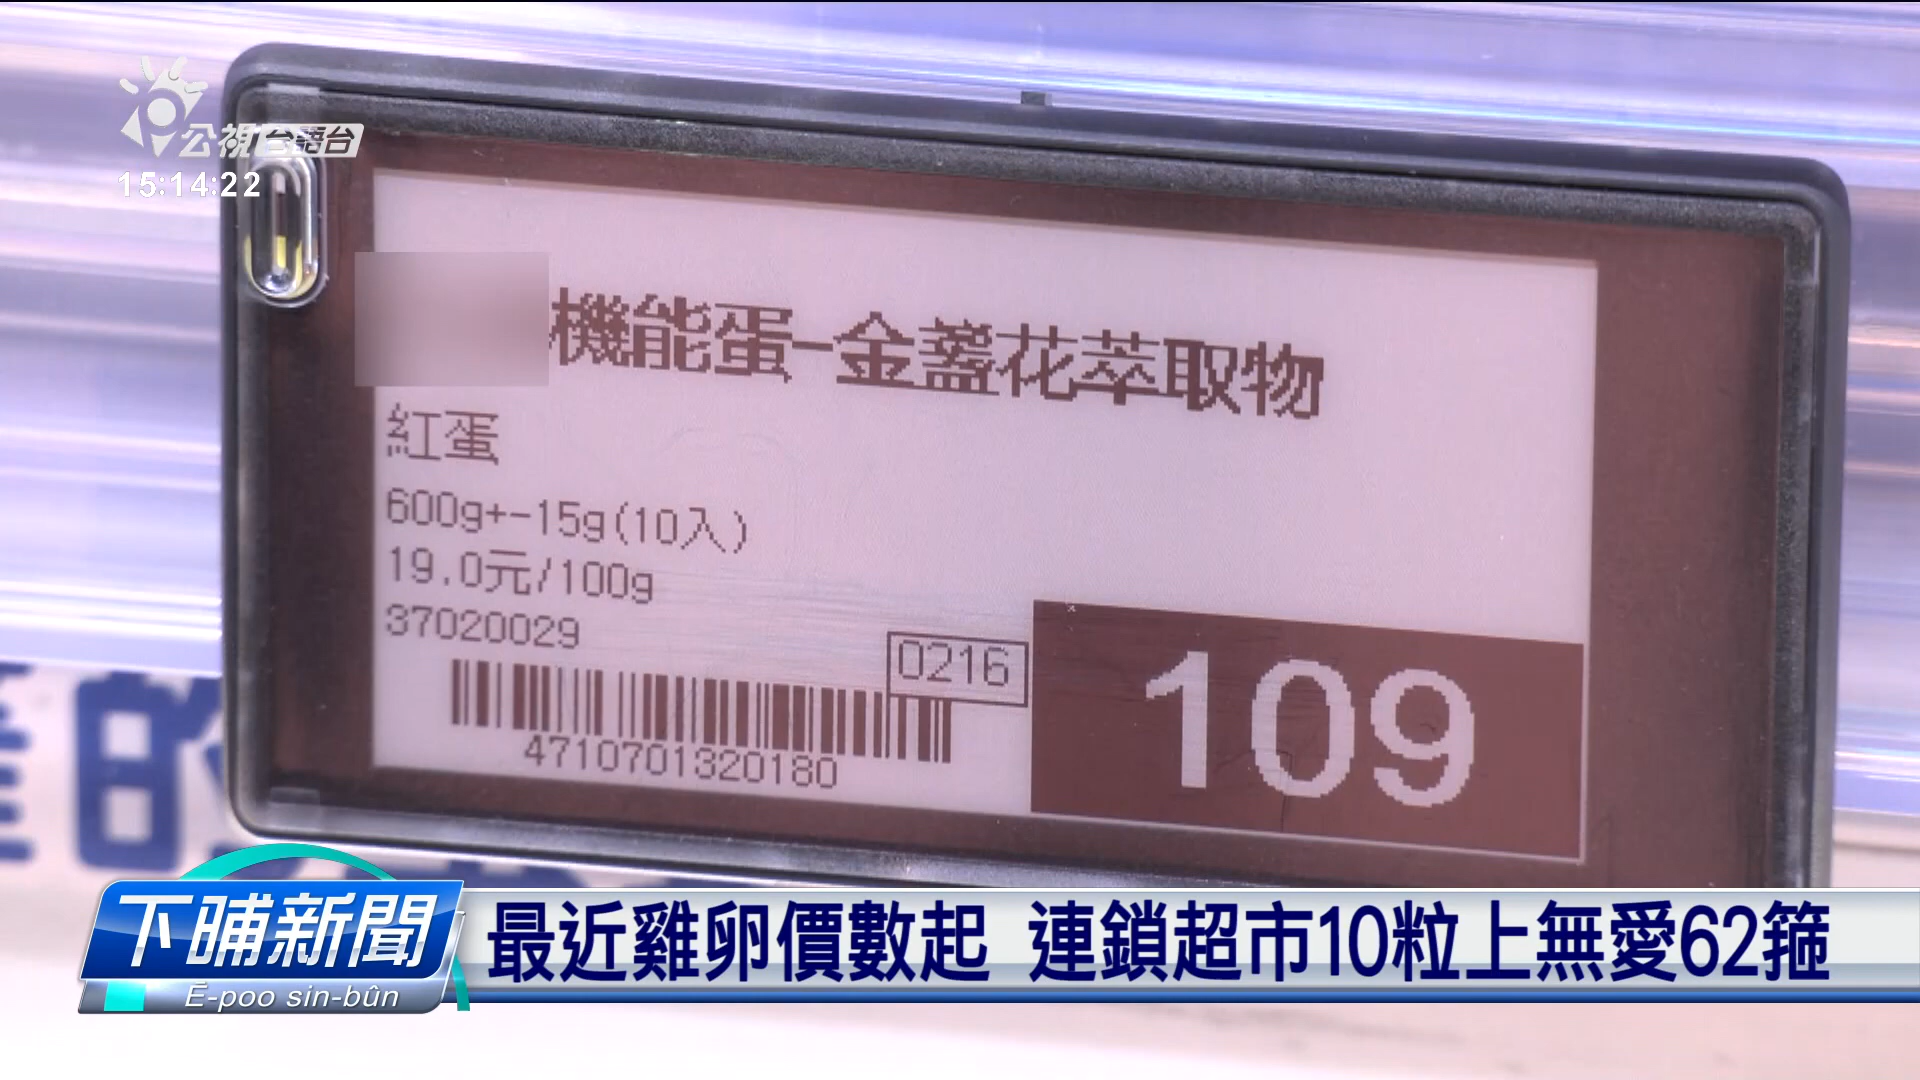 公視台語台
15:14:22
機能蛋-金盞花萃取物
紅蛋
600g+-15g(10入)
19.0元/100g
37020029
0216
109
4710701320180
的
下晡新聞
Ē-poo sin-bûn
最近雞卵價數起 連鎖超市10粒上無愛62箍